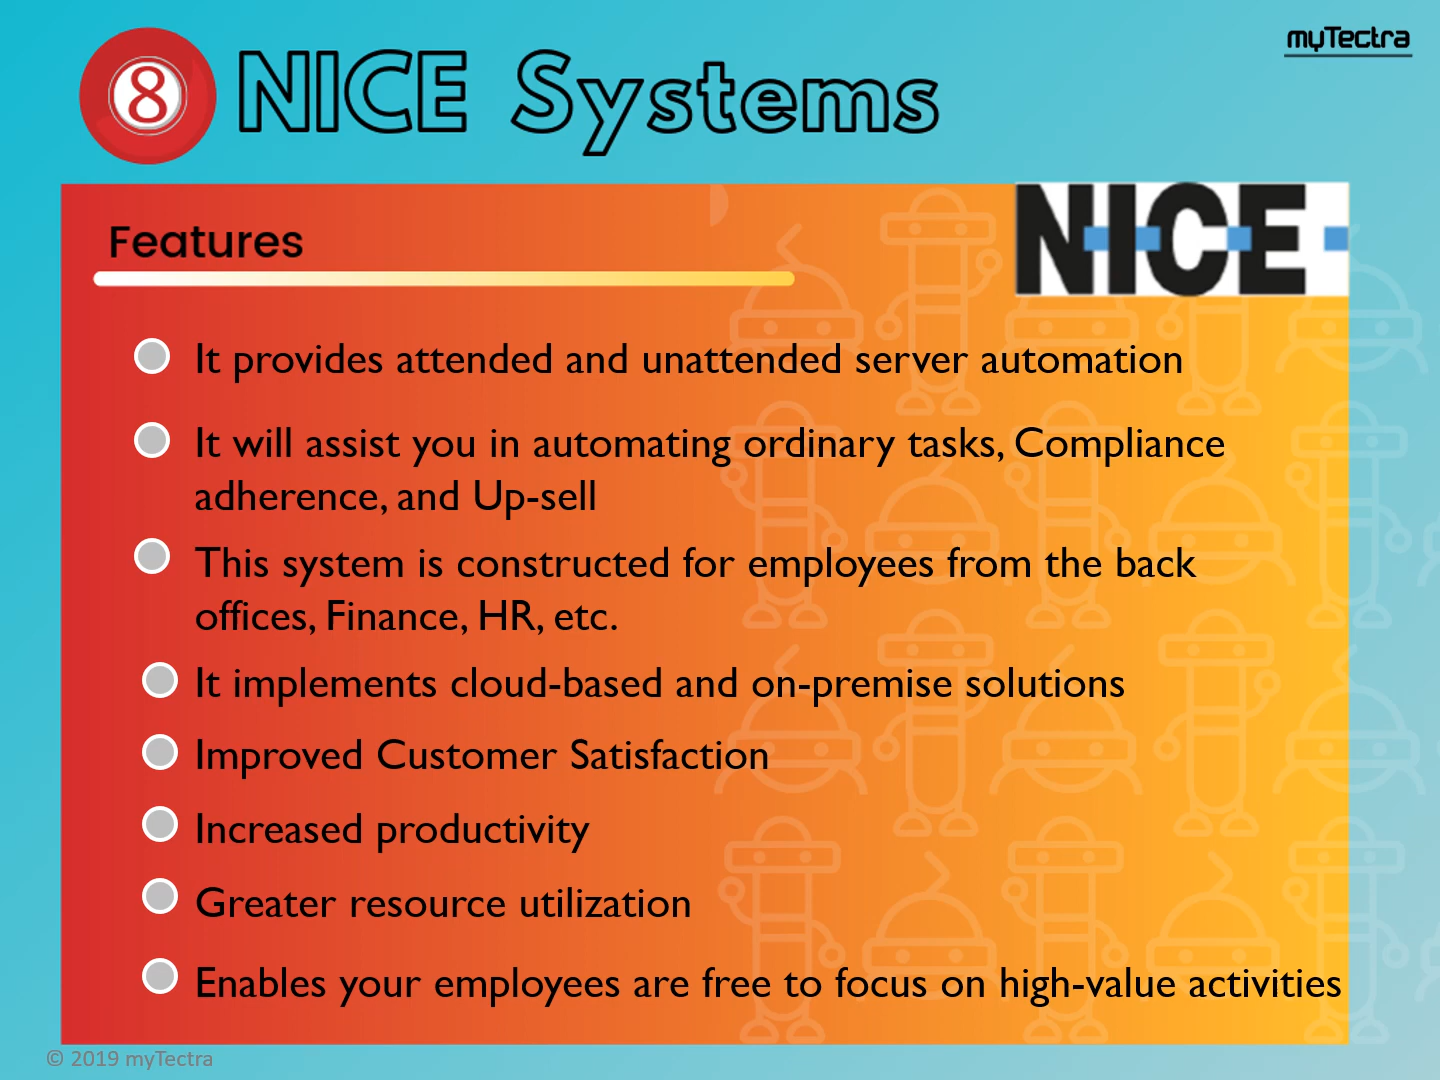 8 NICE Systems
myTectra
Features
NICE
It provides attended and unattended server automation
It will assist you in automating ordinary tasks, Compliance
adherence, and Up-sell
This system is constructed for employees from the back
offices, Finance, HR, etc.
It implements cloud-based and on-premise solutions
Improved Customer Satisfaction
Increased productivity
Greater resource utilization
Enables your employees are free to focus on high-value activities
© 2019 myTectra